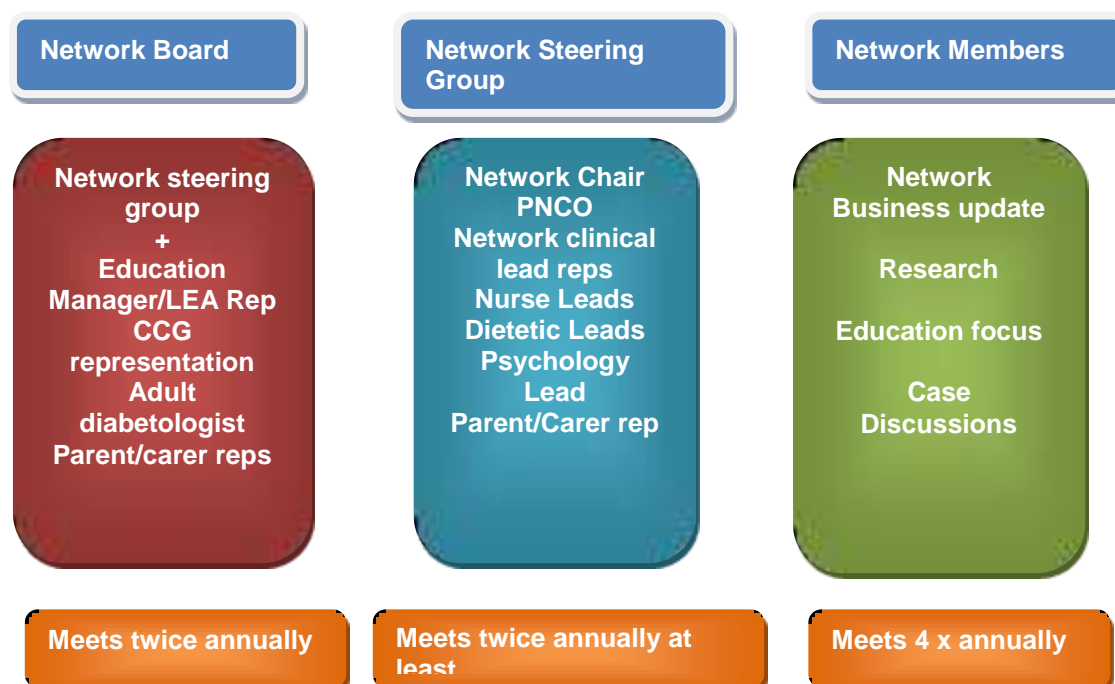 Network Board
Network Steering
Group
Network Members
Network steering
group
+
Education
Manager/LEA Rep
CCG
representation
Adult
diabetologist
Parent/carer reps
Network Chair
PNCO
Network clinical
lead reps
Nurse Leads
Dietetic Leads
Psychology
Lead
Parent/Carer rep
Network
Business update
Research
Education focus
Case
Discussions
Meets twice annually
Meets twice annually at
least
Meets 4 x annually